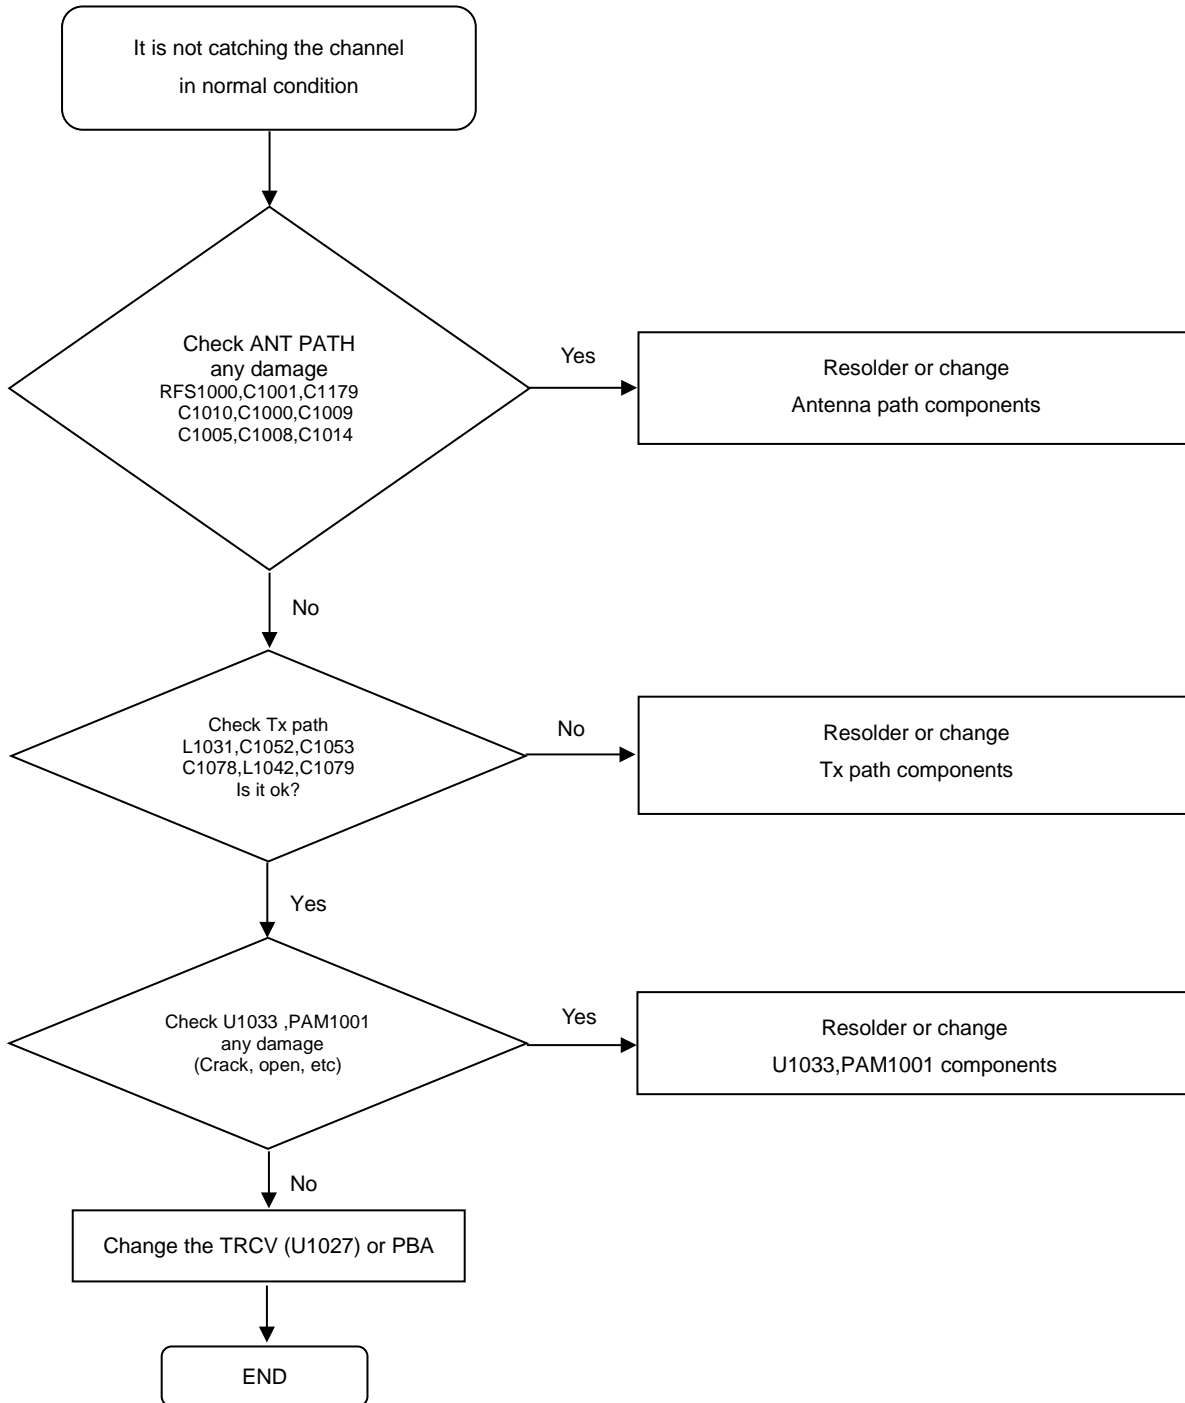 It is not catching the channel
in normal condition
Check ANT PATH
any damage
RFS1000,C1001,C1179
C1010,C1000,C1009
C1005,C1008,C1014
Yes
Resolder or change
Antenna path components
No
Check Tx path
L1031,C1052,C1053
C1078,L1042,C1079
Is it ok?
No
Resolder or change
Tx path components
Yes
Check U1033 ,PAM1001
any damage
(Crack, open, etc)
Yes
Resolder or change
U1033,PAM1001 components
No
Change the TRCV (U1027) or PBA
END